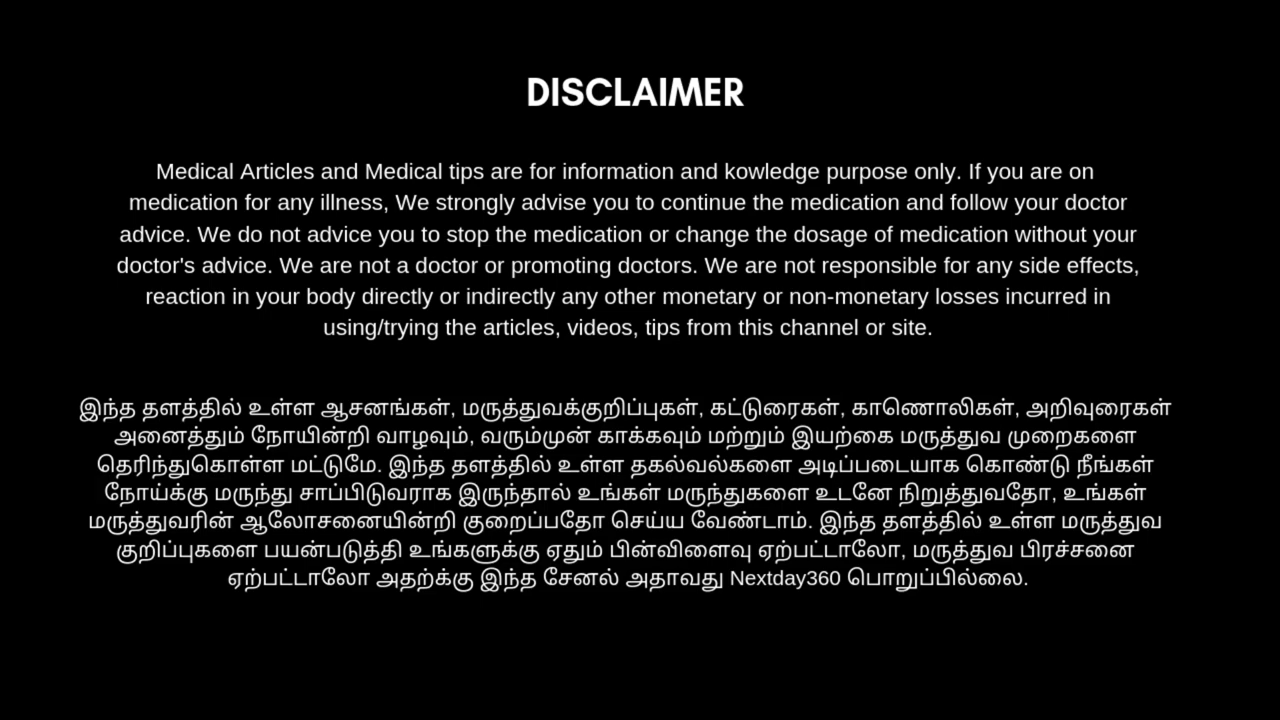 DISCLAIMER
Medical Articles and Medical tips are for information and kowledge purpose only. If you are on
medication for any illness, We strongly advise you to continue the medication and follow your doctor
advice. We do not advice you to stop the medication or change the dosage of medication without your
doctor's advice. We are not a doctor or promoting doctors. We are not responsible for any side effects,
reaction in your body directly or indirectly any other monetary or non-monetary losses incurred in
using/trying the articles, videos, tips from this channel or site.
இந்த தளத்தில் உள்ள ஆசனங்கள், மருத்துவக்குறிப்புகள், கட்டுரைகள், காணொலிகள், அறிவுரைகள்
அனைத்தும் நோயின்றி வாழவும், வரும்முன் காக்கவும் மற்றும் இயற்கை மருத்துவ முறைகளை
தெரிந்துகொள்ள மட்டுமே. இந்த தளத்தில் உள்ள தகல்வல்களை அடிப்படையாக கொண்டு நீங்கள்
நோய்க்கு மருந்து சாப்பிடுவராக இருந்தால் உங்கள் மருந்துகளை உடனே நிறுத்துவதோ, உங்கள்
மருத்துவரின் ஆலோசனையின்றி குறைப்பதோ செய்ய வேண்டாம். இந்த தளத்தில் உள்ள மருத்துவ
குறிப்புகளை பயன்படுத்தி உங்களுக்கு ஏதும் பின்விளைவு ஏற்பட்டாலோ, மருத்துவ பிரச்சனை
ஏற்பட்டாலோ அதற்க்கு இந்த சேனல் அதாவது Nextday360 பொறுப்பில்லை.